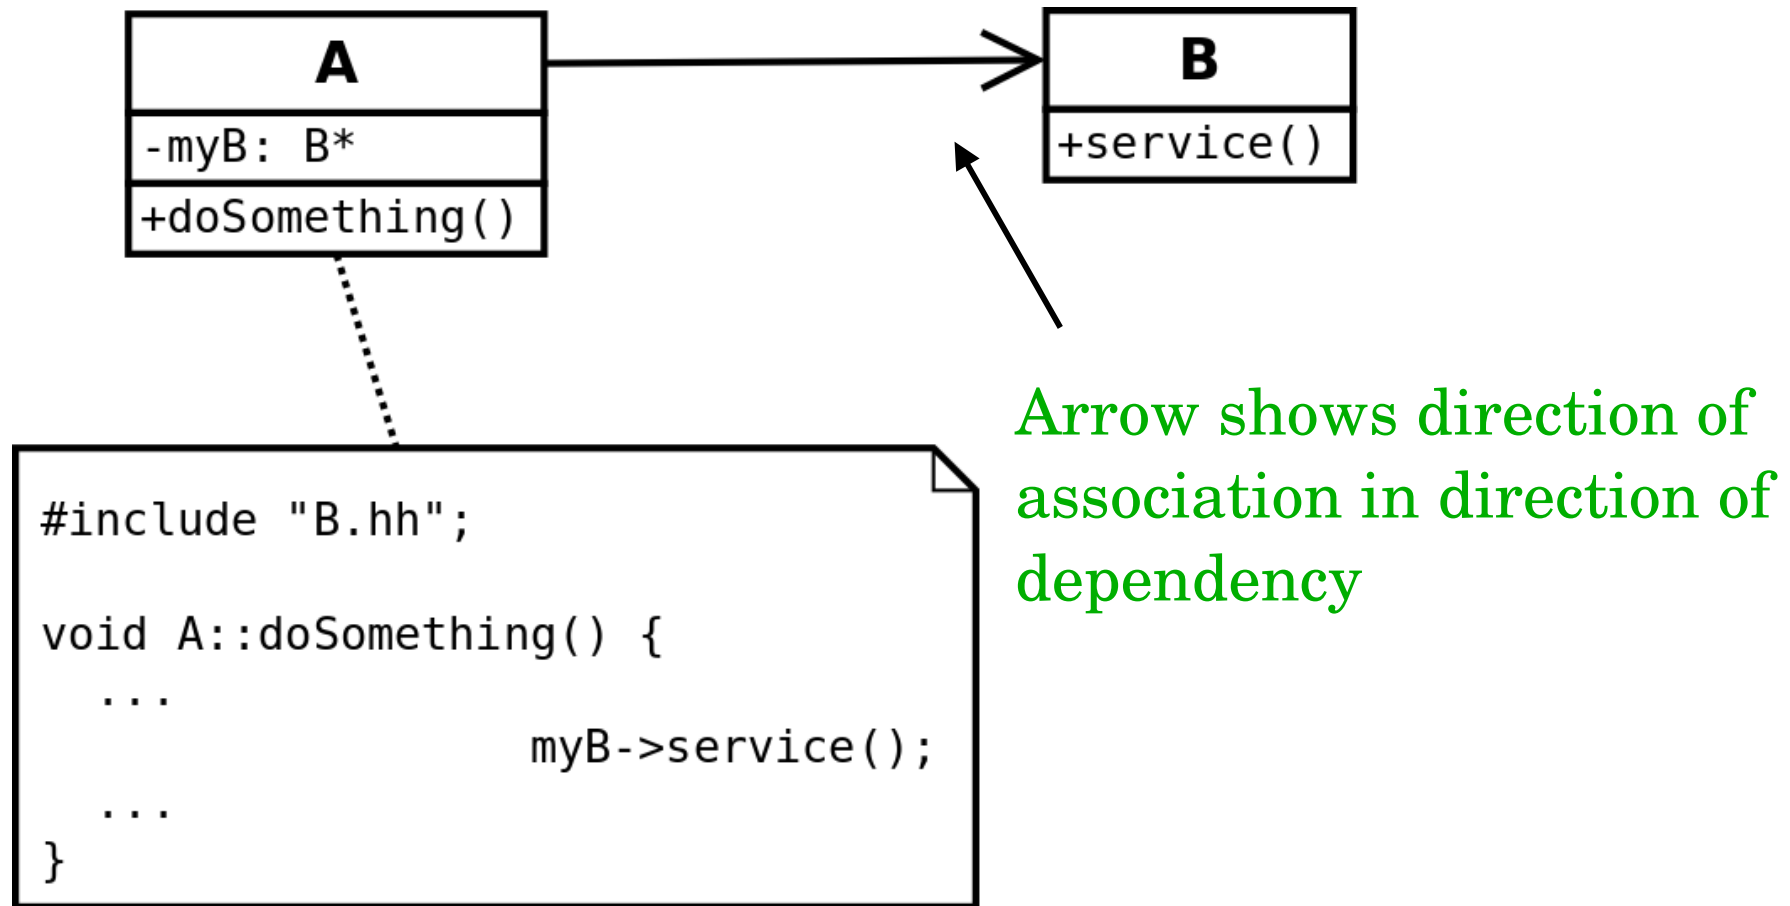 A
-myB: B*
+doSomething()
B
+service()
#include "B.hh";
void A::doSomething() {
...
myB->service();
...
}
Arrow shows direction of
association in direction of
dependency